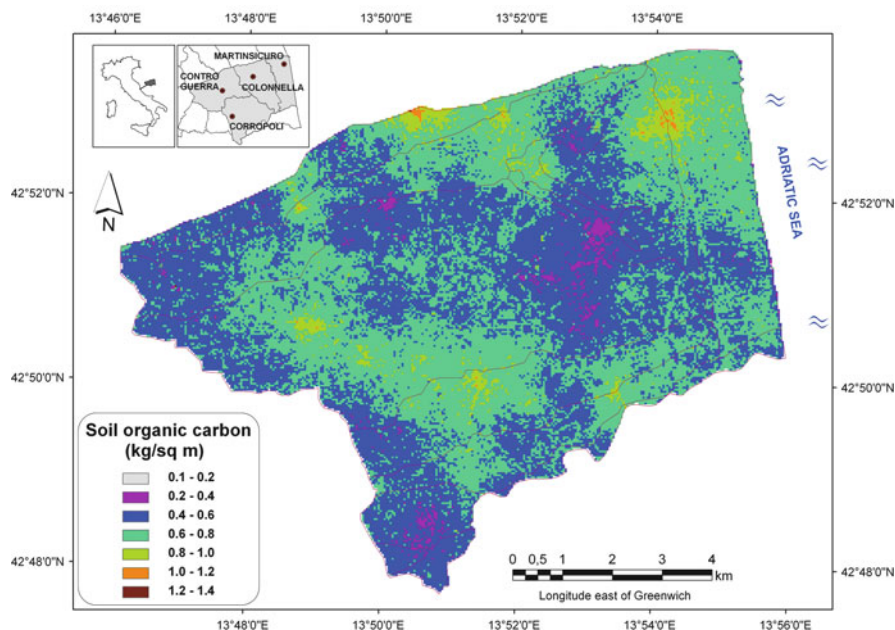 13°46'0"E 13°48'0"E 13°50'0"E 13°52'0"E 13°54'0"E
MARTINSICURO
CONTRO
GUERRA
COLONNELLA
CORROPOLI
ADRIATIC SEA
42°52'0"N 42°52'0"N
N
42°50'0"N 42°50'0"N
Soil organic carbon
(kg/sq m)
0.1 - 0.2
0.2 - 0.4
0.4 - 0.6
0.6 - 0.8
0.8 - 1.0
1.0 - 1.2
1.2 - 1.4
0 0,5 1 2 3 4
km
Longitude east of Greenwich
42°48'0"N 42°48'0"N
13°48'0"E 13°50'0"E 13°52'0"E 13°54'0"E 13°56'0"E